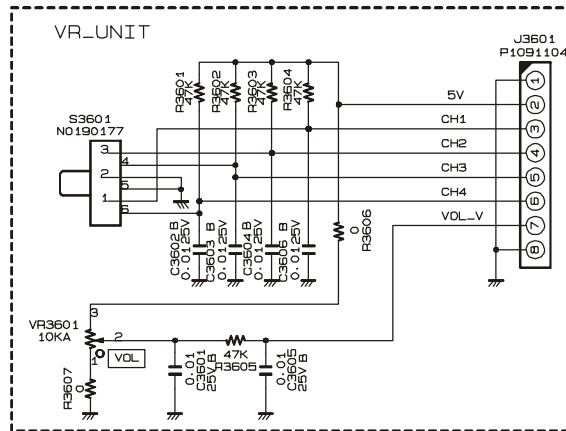 VR_UNIT
J3601
P1091104
R3601
47K
R3602
47K
R3603
47K
R3604
47K
S3601
N0190177
1
2
3
4
5
6
7
8
5V
CH1
CH2
CH3
CH4
VOL_V
3
4
2
5
1
6
C3602 B
0.01 25V
C3603 B
0.01 25V
C3604 B
0.01 25V
C3606 B
0.01 25V
0
R3606
3
VR3601
10KA
2
1
VOL
R3607
0
0.01
C3601
25V B
47K
R3605
0.01
C3605
25V B